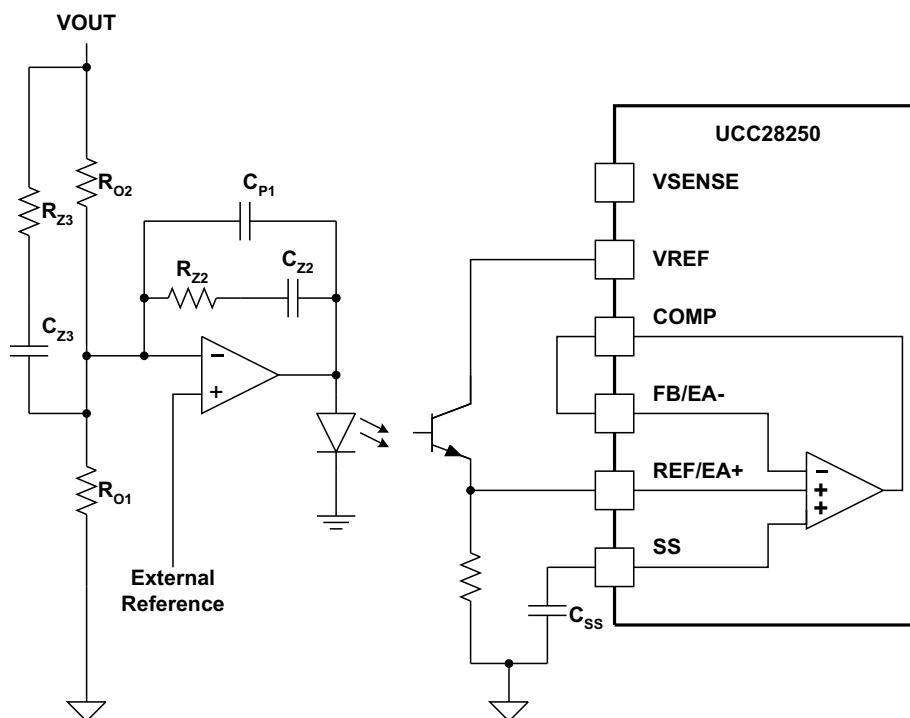 VOUT
UCC28250
R_O2
C_P1
VSENSE
R_Z3
VREF
R_Z2
C_Z2
COMP
C_Z3
−
+
FB/EA-
REF/EA+
−
+
+
R_O1
SS
External
Reference
C_SS